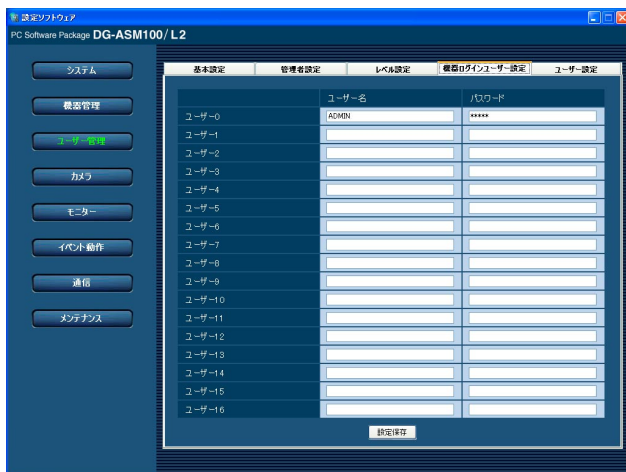 設定ソフトウェア
PC Software Package DG-ASM100/L2
システム
機器管理
ユーザー管理
カメラ
モニター
イベント動作
通信
メンテナンス
基本設定 管理者設定 レベル設定 機器ログインユーザー設定 ユーザー設定
ユーザー名 パスワード
ユーザー0 ADMIN *****
ユーザー1
ユーザー2
ユーザー3
ユーザー4
ユーザー5
ユーザー6
ユーザー7
ユーザー8
ユーザー9
ユーザー10
ユーザー11
ユーザー12
ユーザー13
ユーザー14
ユーザー15
ユーザー16
設定保存